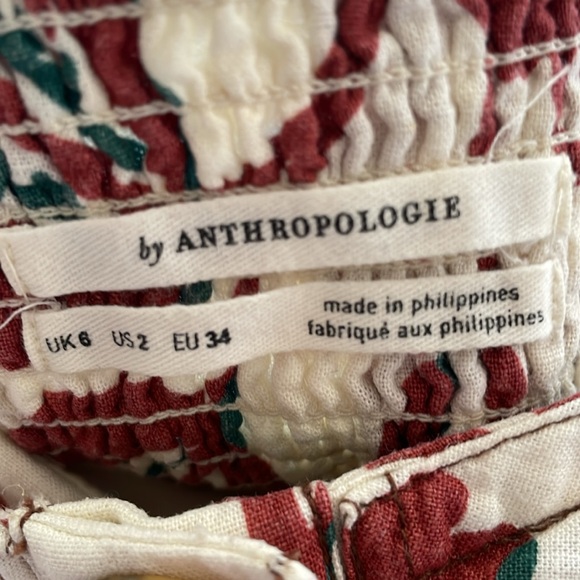 by ANTHROPOLOGIE
UK 6 US 2 EU 34
made in philippines
fabriqué aux philippines